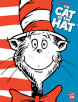 THE
CAT
IN THE
HAT